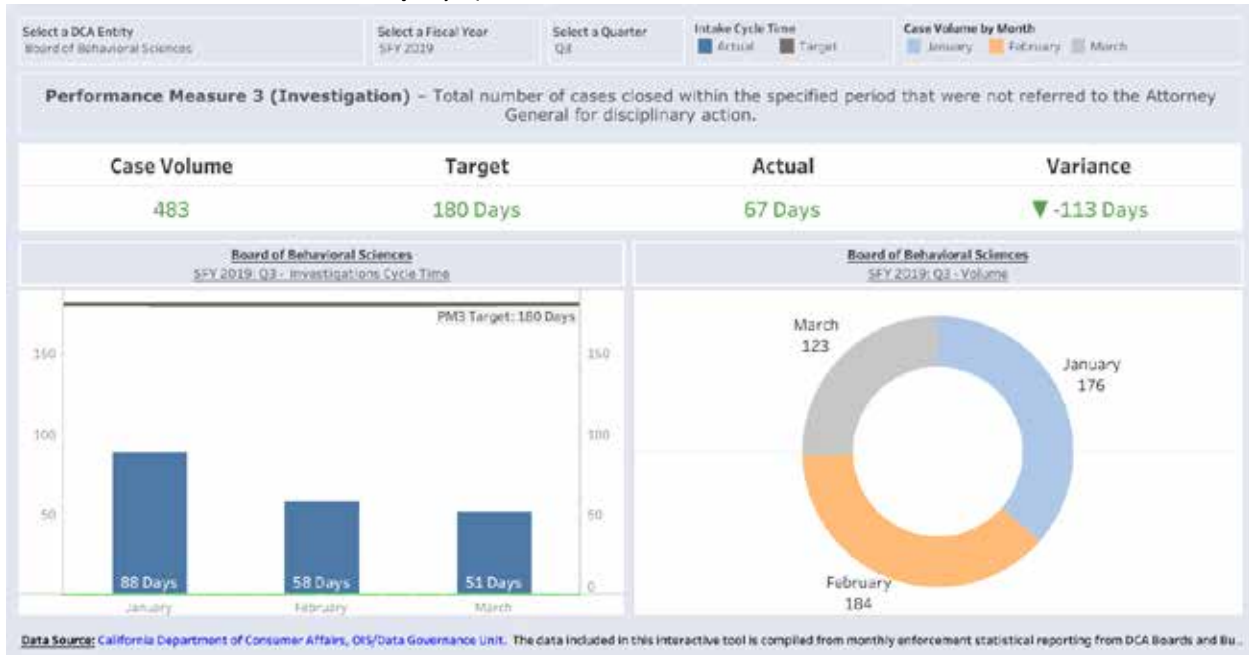 Select a DCA Entity
Board of Behavioral Sciences
Select a Fiscal Year
SFY 2019
Select a Quarter
Q3
Intake Cycle Time
Actual Target
Case Volume by Month
January February March
Performance Measure 3 (Investigation) – Total number of cases closed within the specified period that were not referred to the Attorney
General for disciplinary action.
Case Volume Target Actual Variance
483 180 Days 67 Days ▼ -113 Days
Board of Behavioral Sciences
SFY 2019: Q3 - Investigations Cycle Time
PM3 Target: 180 Days
150 150
100 100
50 50
0
88 Days 58 Days 51 Days
January February March
Board of Behavioral Sciences
SFY 2019: Q3 - Volume
March
123
January
176
February
184
Data Source: California Department of Consumer Affairs, OIS/Data Governance Unit. The data included in this interactive tool is compiled from monthly enforcement statistical reporting from DCA Boards and Bu..